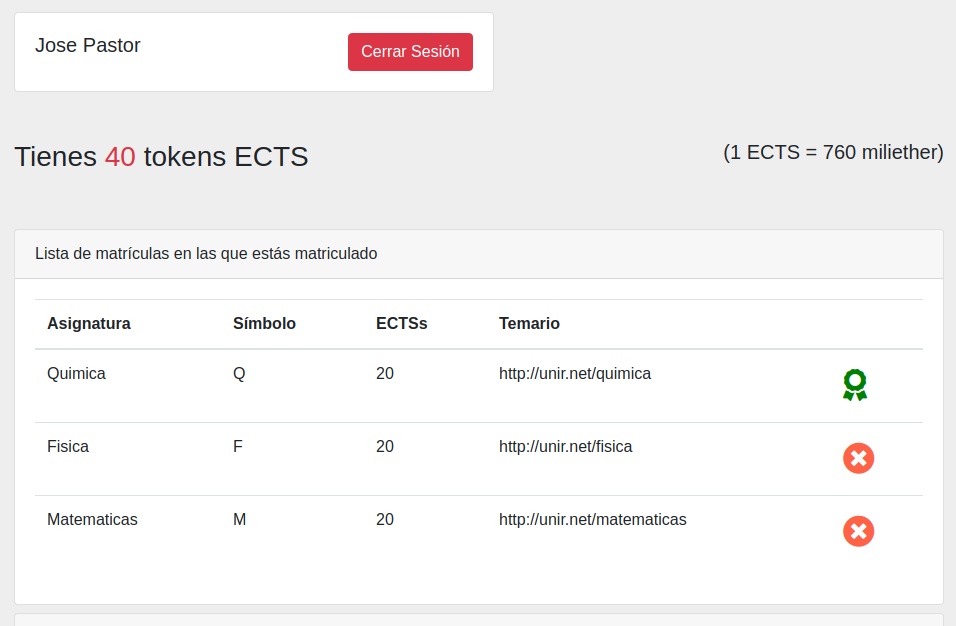 Jose Pastor
Cerrar Sesión
Tienes 40 tokens ECTS
(1 ECTS = 760 miliether)
Lista de matrículas en las que estás matriculado
Asignatura Símbolo ECTSs Temario
Quimica Q 20 http://unir.net/quimica
Fisica F 20 http://unir.net/fisica
Matematicas M 20 http://unir.net/matematicas